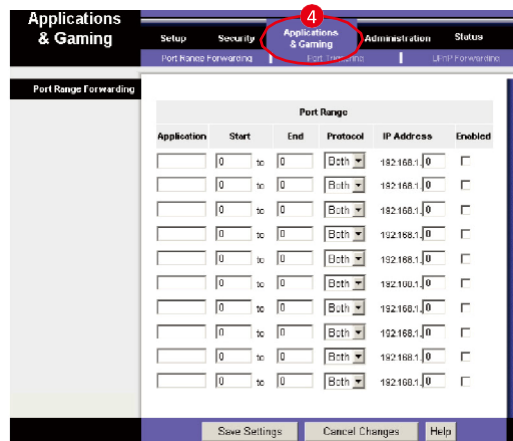 Applications
& Gaming
4
Setup Security Applications & Gaming Administration Status
Port Range Forwarding Port Triggering UPnP Forwarding
Port Range Forwarding
Port Range
Application Start End Protocol IP Address Enabled
0 to 0 Both 192.168.1. 0
0 to 0 Both 192.168.1. 0
0 to 0 Both 192.168.1. 0
0 to 0 Both 192.168.1. 0
0 to 0 Both 192.168.1. 0
0 to 0 Both 192.168.1. 0
0 to 0 Both 192.168.1. 0
0 to 0 Both 192.168.1. 0
0 to 0 Both 192.168.1. 0
0 to 0 Both 192.168.1. 0
Save Settings Cancel Changes Help